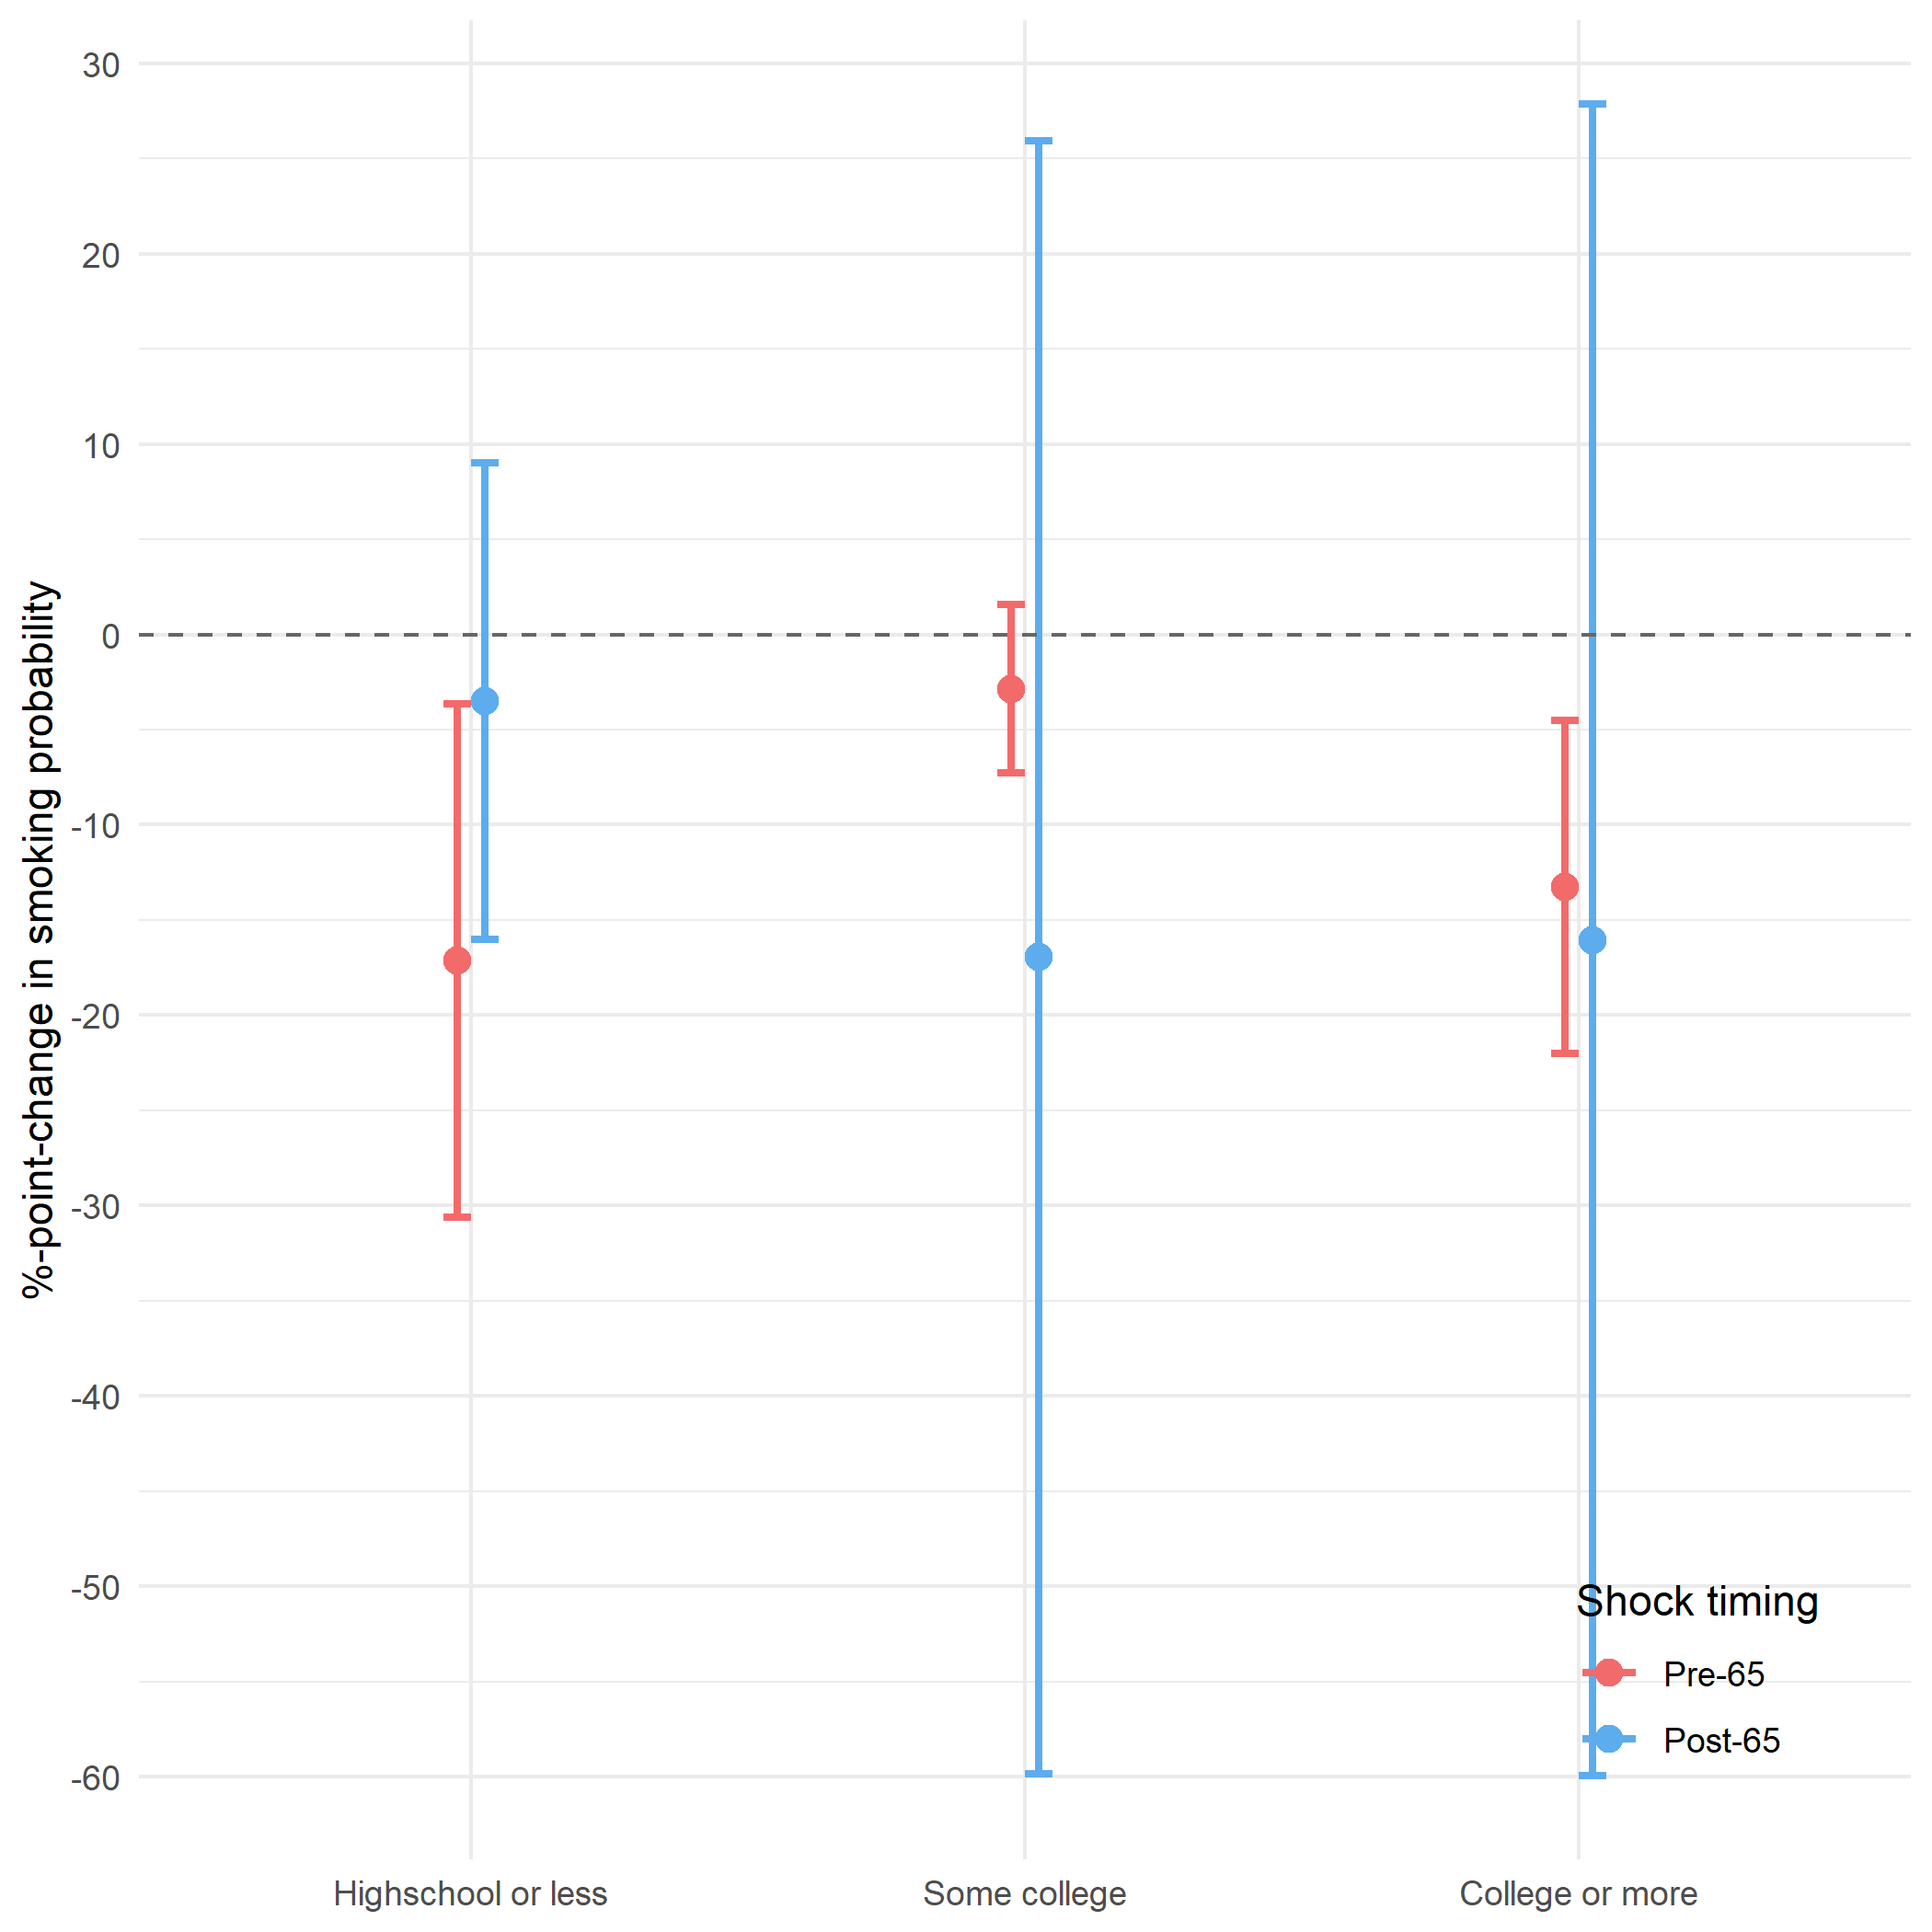 %-point-change in smoking probability
30
20
10
0
-10
-20
-30
-40
-50
-60
Shock timing
Pre-65
Post-65
Highschool or less
Some college
College or more